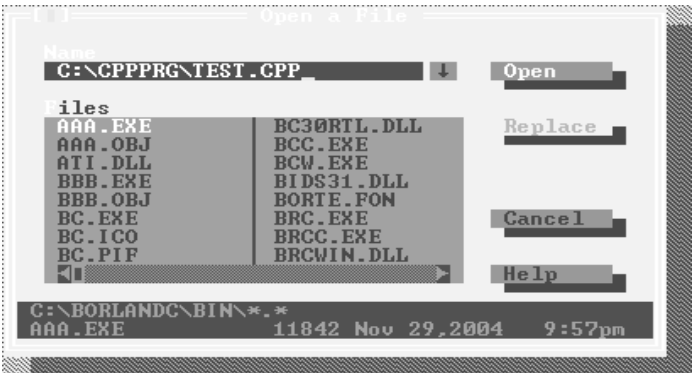 Open a File
Name
C:\CPPPRG\TEST.CPP_
↓
Open
Files
AAA.EXE BC30RTL.DLL
AAA.OBJ BCC.EXE
Replace
ATI.DLL BCW.EXE
BBB.EXE BIDS31.DLL
BBB.OBJ BORTE.FON
BC.EXE BRC.EXE
Cancel
BC.ICO BRCC.EXE
BC.PIF BRCWIN.DLL
Help
C:\BORLANDC\BIN\*.*
AAA.EXE 11842 Nov 29,2004 9:57pm